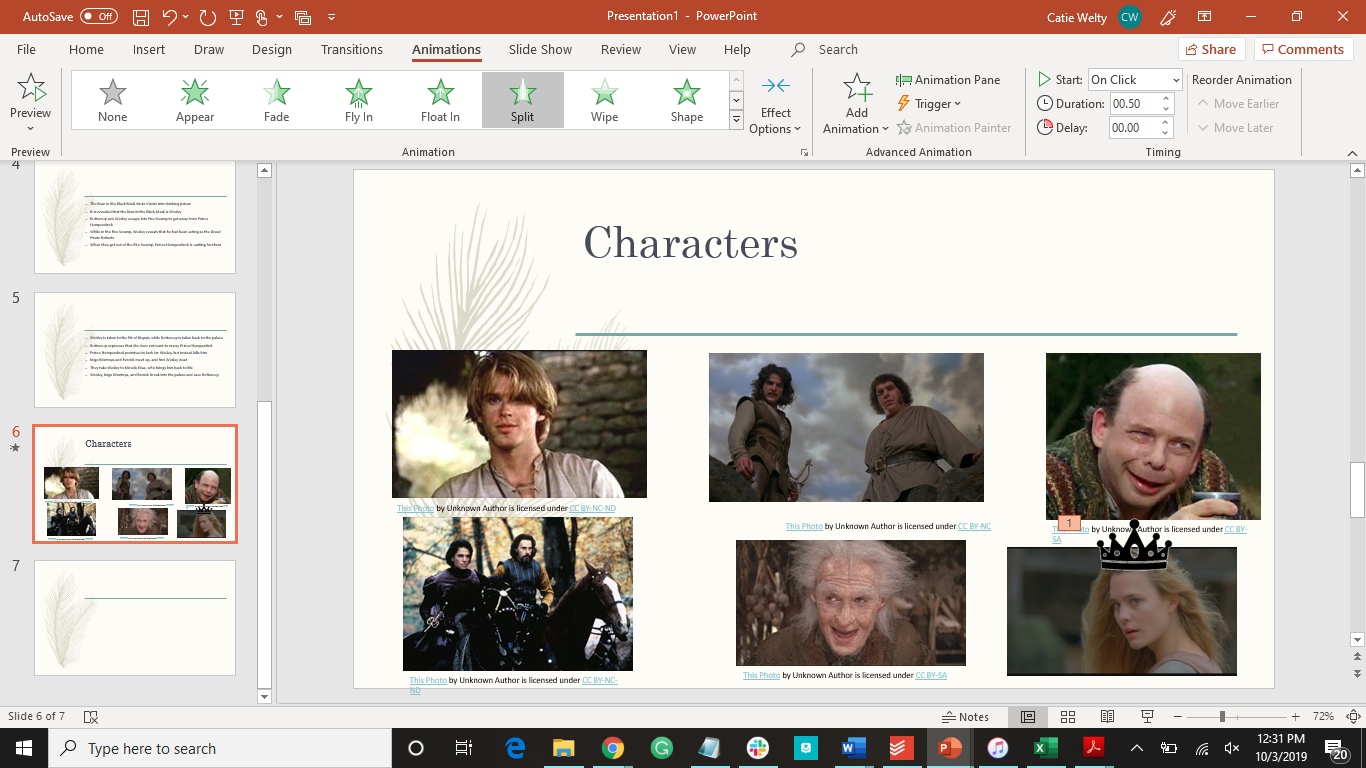 AutoSave Off
Presentation1 - PowerPoint
Catie Welty CW
File Home Insert Draw Design Transitions Animations Slide Show Review View Help Search Share Comments
Preview
None Appear Fade Fly In Float In Split Wipe Shape
Effect Options
Add Animation
Animation Pane
Trigger
Animation Painter
Start: On Click
Duration: 00.50
Delay: 00.00
Reorder Animation
Move Earlier
Move Later
Preview Animation Advanced Animation Timing
4
5
6
Characters
7
Characters
This Photo by Unknown Author is licensed under CC BY-NC-ND
This Photo by Unknown Author is licensed under CC BY-NC
1
by Unknown Author is licensed under CC BY-
SA
This Photo by Unknown Author is licensed under CC BY-NC-
ND
This Photo by Unknown Author is licensed under CC BY-SA
Slide 6 of 7
Notes
72%
Type here to search
12:31 PM
10/3/2019
20